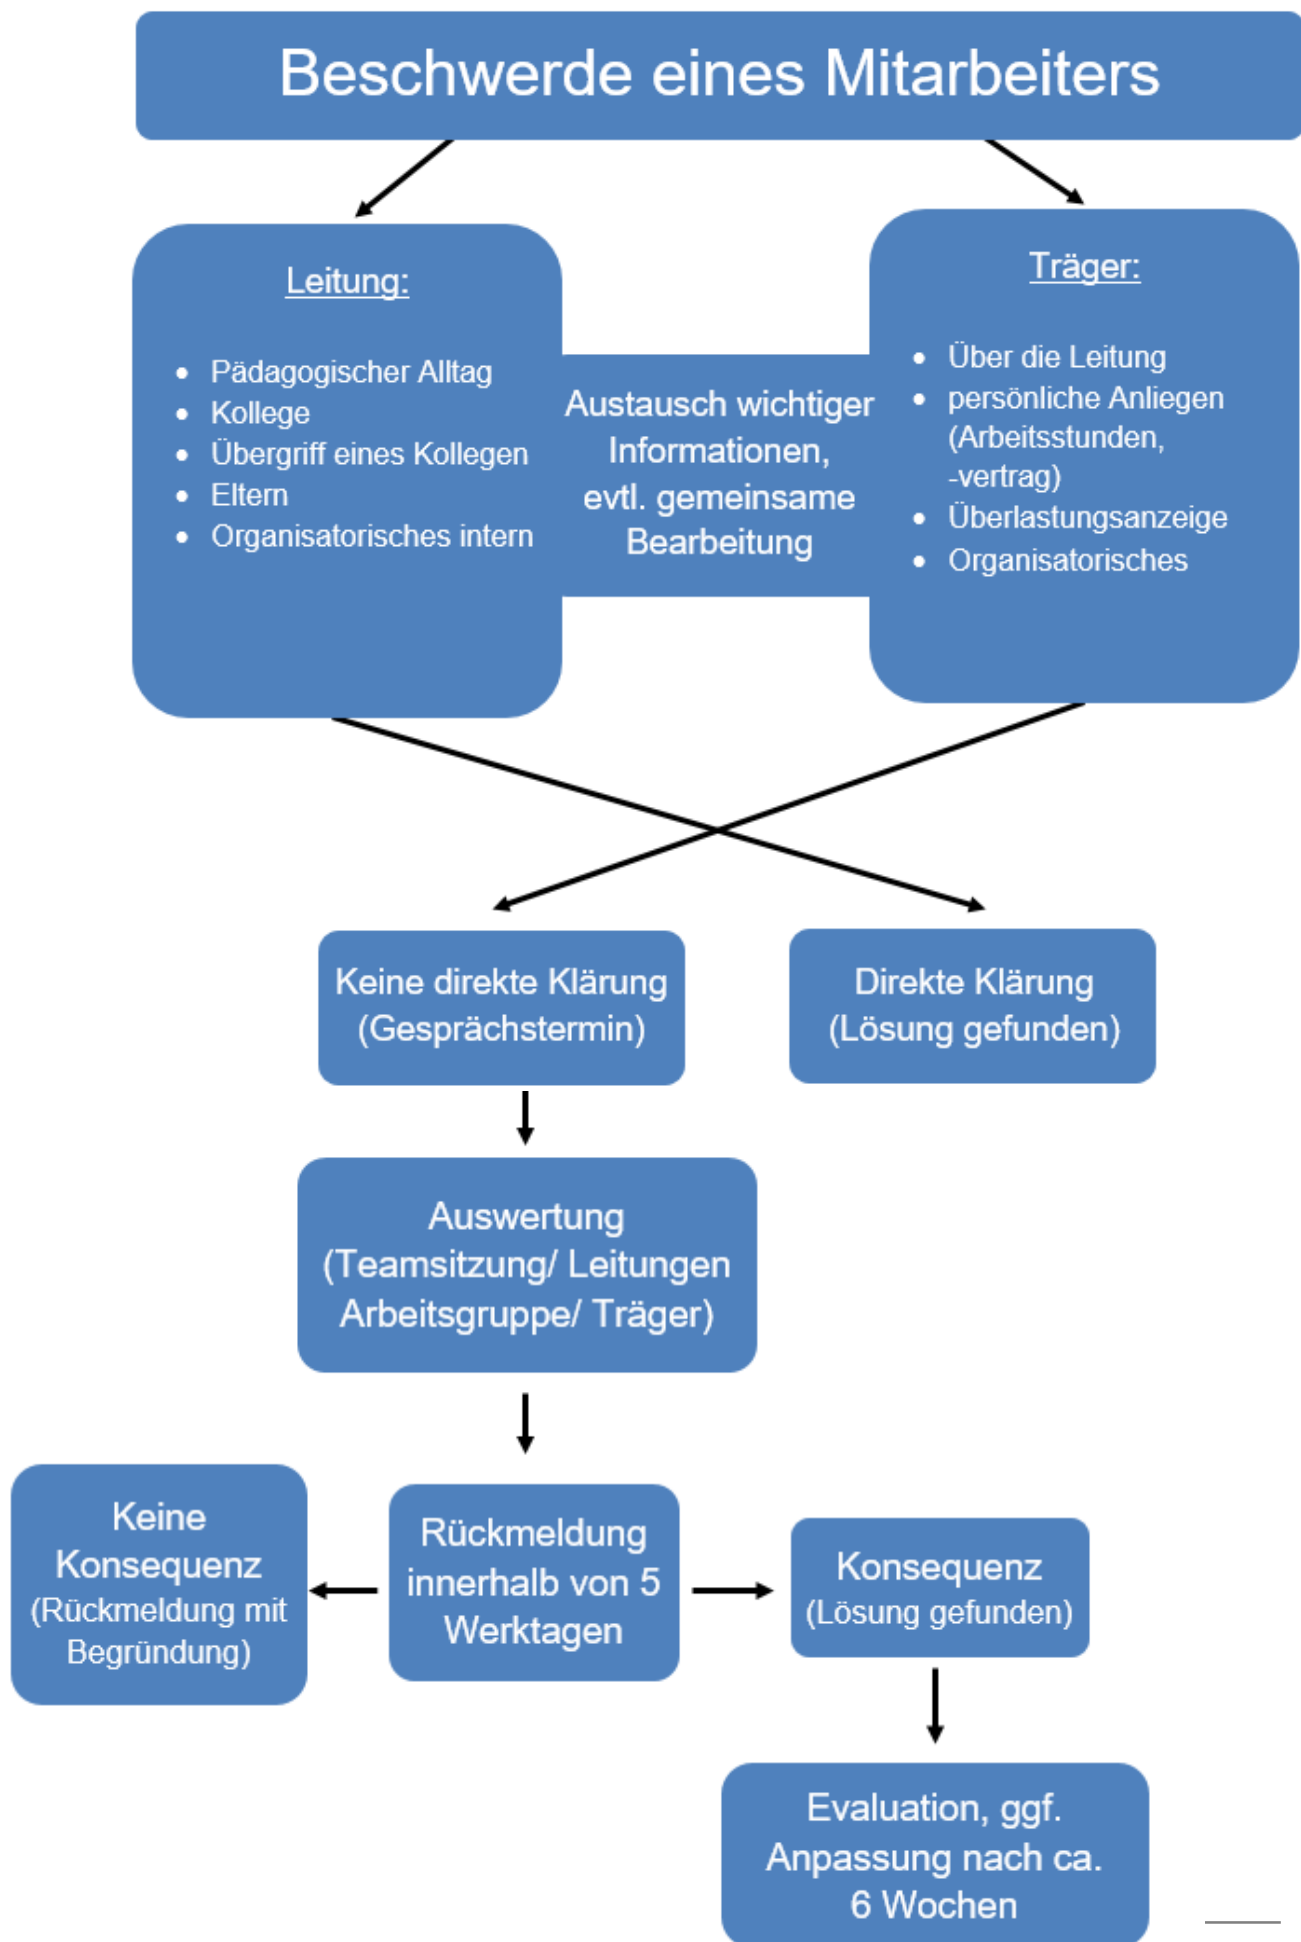 Beschwerde eines Mitarbeiters
Leitung:
• Pädagogischer Alltag
• Kollege
• Übergriff eines Kollegen
• Eltern
• Organisatorisches intern
Austausch wichtiger
Informationen,
evtl. gemeinsame
Bearbeitung
Träger:
• Über die Leitung
• persönliche Anliegen
(Arbeitsstunden,
-vertrag)
• Überlastungsanzeige
• Organisatorisches
Keine direkte Klärung
(Gesprächstermin)
Direkte Klärung
(Lösung gefunden)
Auswertung
(Teamsitzung/ Leitungen
Arbeitsgruppe/ Träger)
Keine
Konsequenz
(Rückmeldung mit
Begründung)
Rückmeldung
innerhalb von 5
Werktagen
Konsequenz
(Lösung gefunden)
Evaluation, ggf.
Anpassung nach ca.
6 Wochen